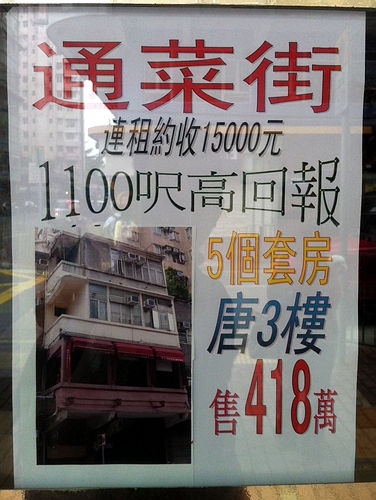 通菜街
連租約收15000元
1100呎高回報
5個套房
唐3樓
售418萬